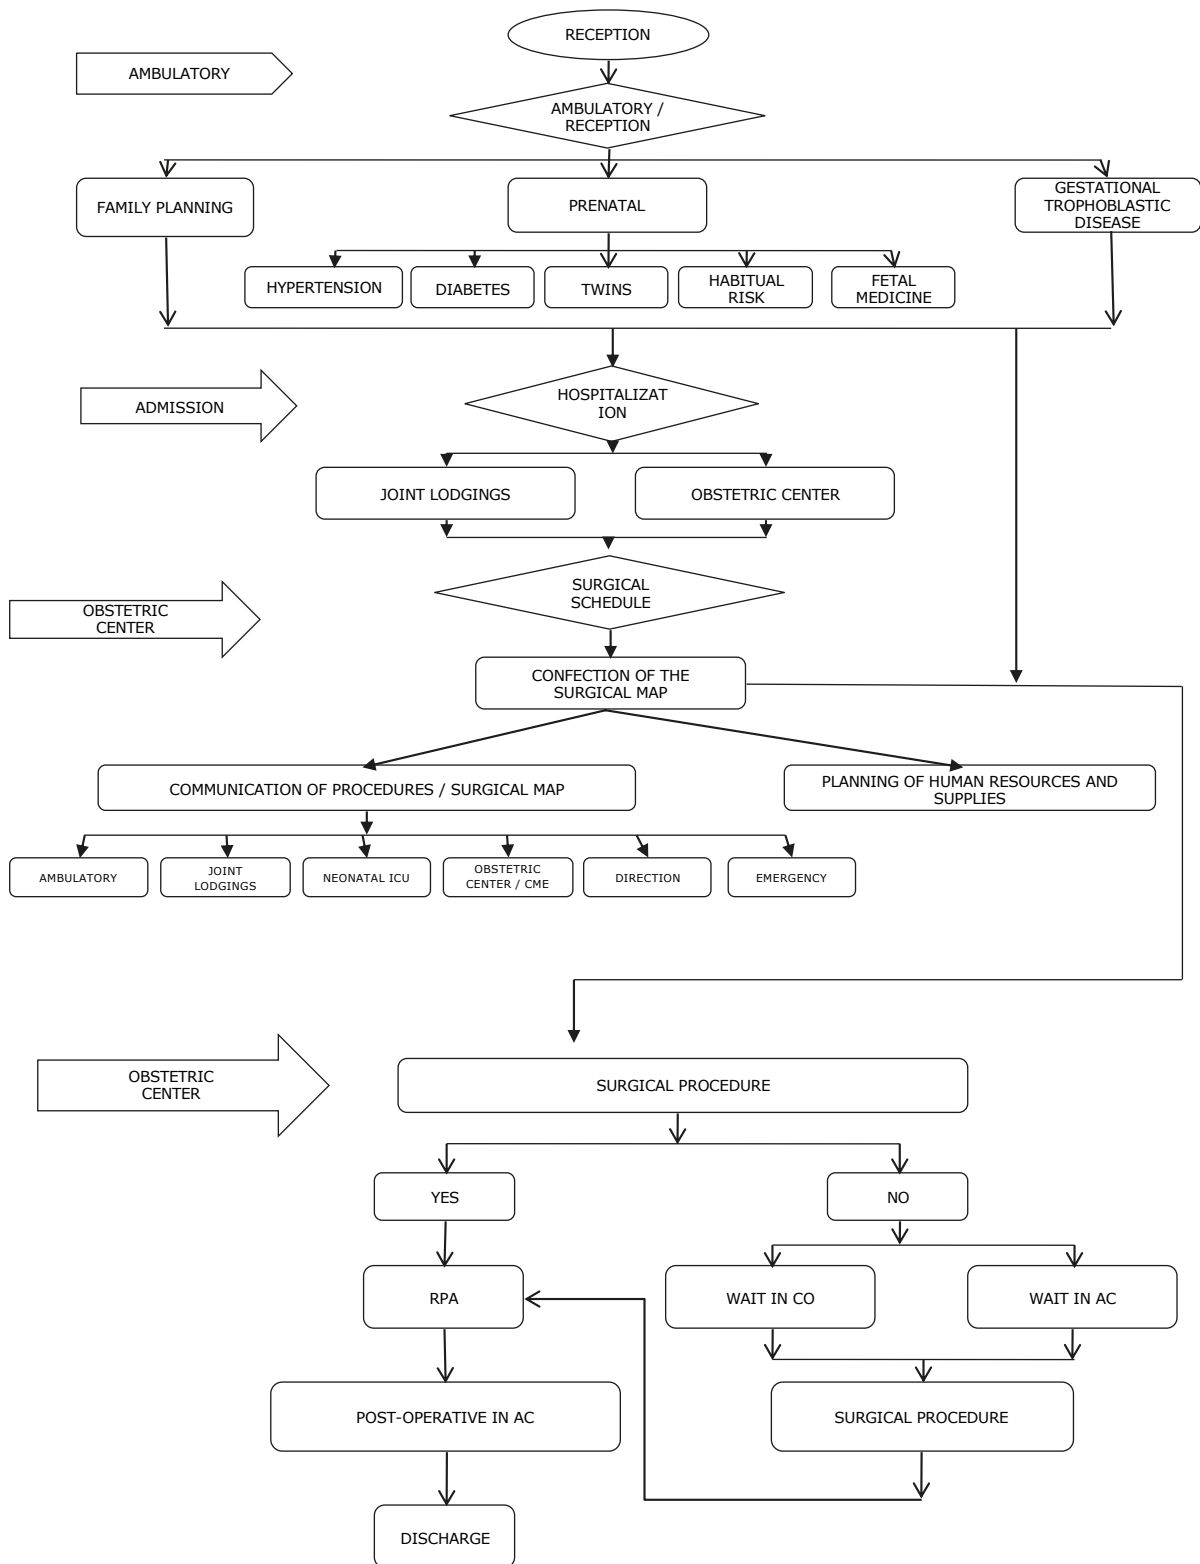 RECEPTION
AMBULATORY
AMBULATORY /
RECEPTION
FAMILY PLANNING
PRENATAL
GESTATIONAL
TROPHOBLASTIC
DISEASE
HYPERTENSION
DIABETES
TWINS
HABITUAL
RISK
FETAL
MEDICINE
ADMISSION
HOSPITALIZAT
ION
JOINT LODGINGS
OBSTETRIC CENTER
OBSTETRIC
CENTER
SURGICAL
SCHEDULE
CONFECTION OF THE
SURGICAL MAP
COMMUNICATION OF PROCEDURES / SURGICAL MAP
PLANNING OF HUMAN RESOURCES AND
SUPPLIES
AMBULATORY
JOINT
LODGINGS
NEONATAL ICU
OBSTETRIC
CENTER / CME
DIRECTION
EMERGENCY
OBSTETRIC
CENTER
SURGICAL PROCEDURE
YES
NO
RPA
WAIT IN CO
WAIT IN AC
POST-OPERATIVE IN AC
SURGICAL PROCEDURE
DISCHARGE